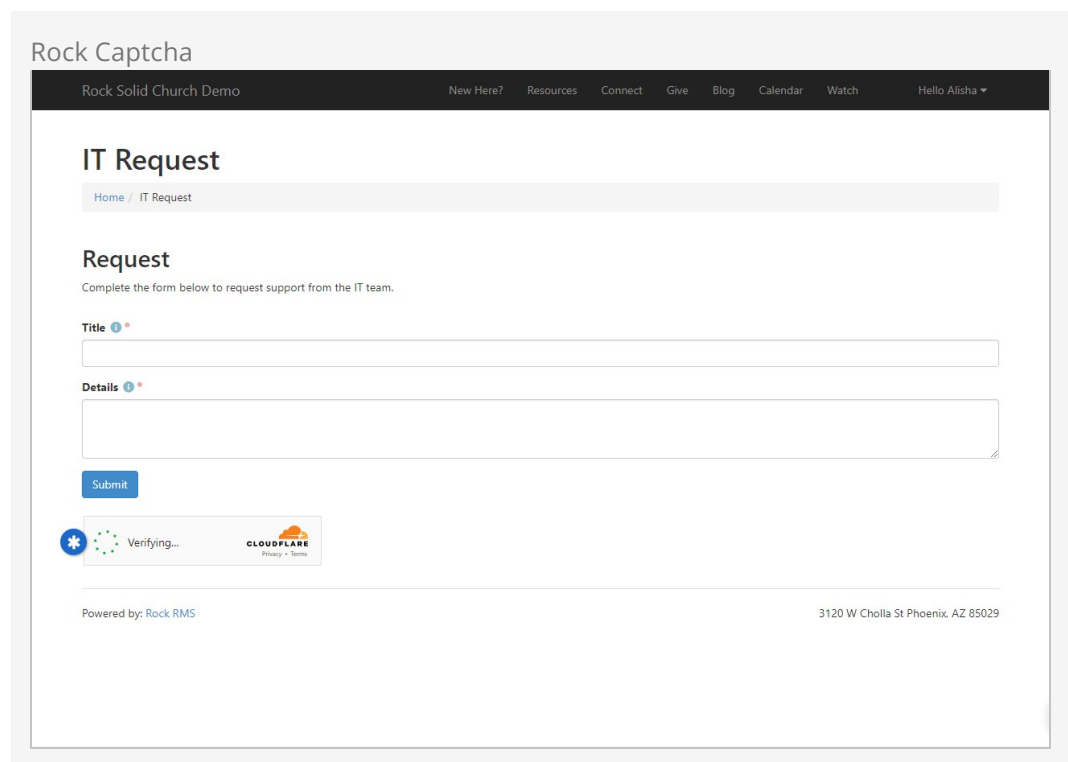 Rock Captcha
Rock Solid Church Demo New Here? Resources Connect Give Blog Calendar Watch Hello Alisha
IT Request
Home / IT Request
Request
Complete the form below to request support from the IT team.
Title *
Details *
Submit
Verifying...
CLOUDFLARE
Privacy • Terms
Powered by: Rock RMS 3120 W Cholla St Phoenix, AZ 85029